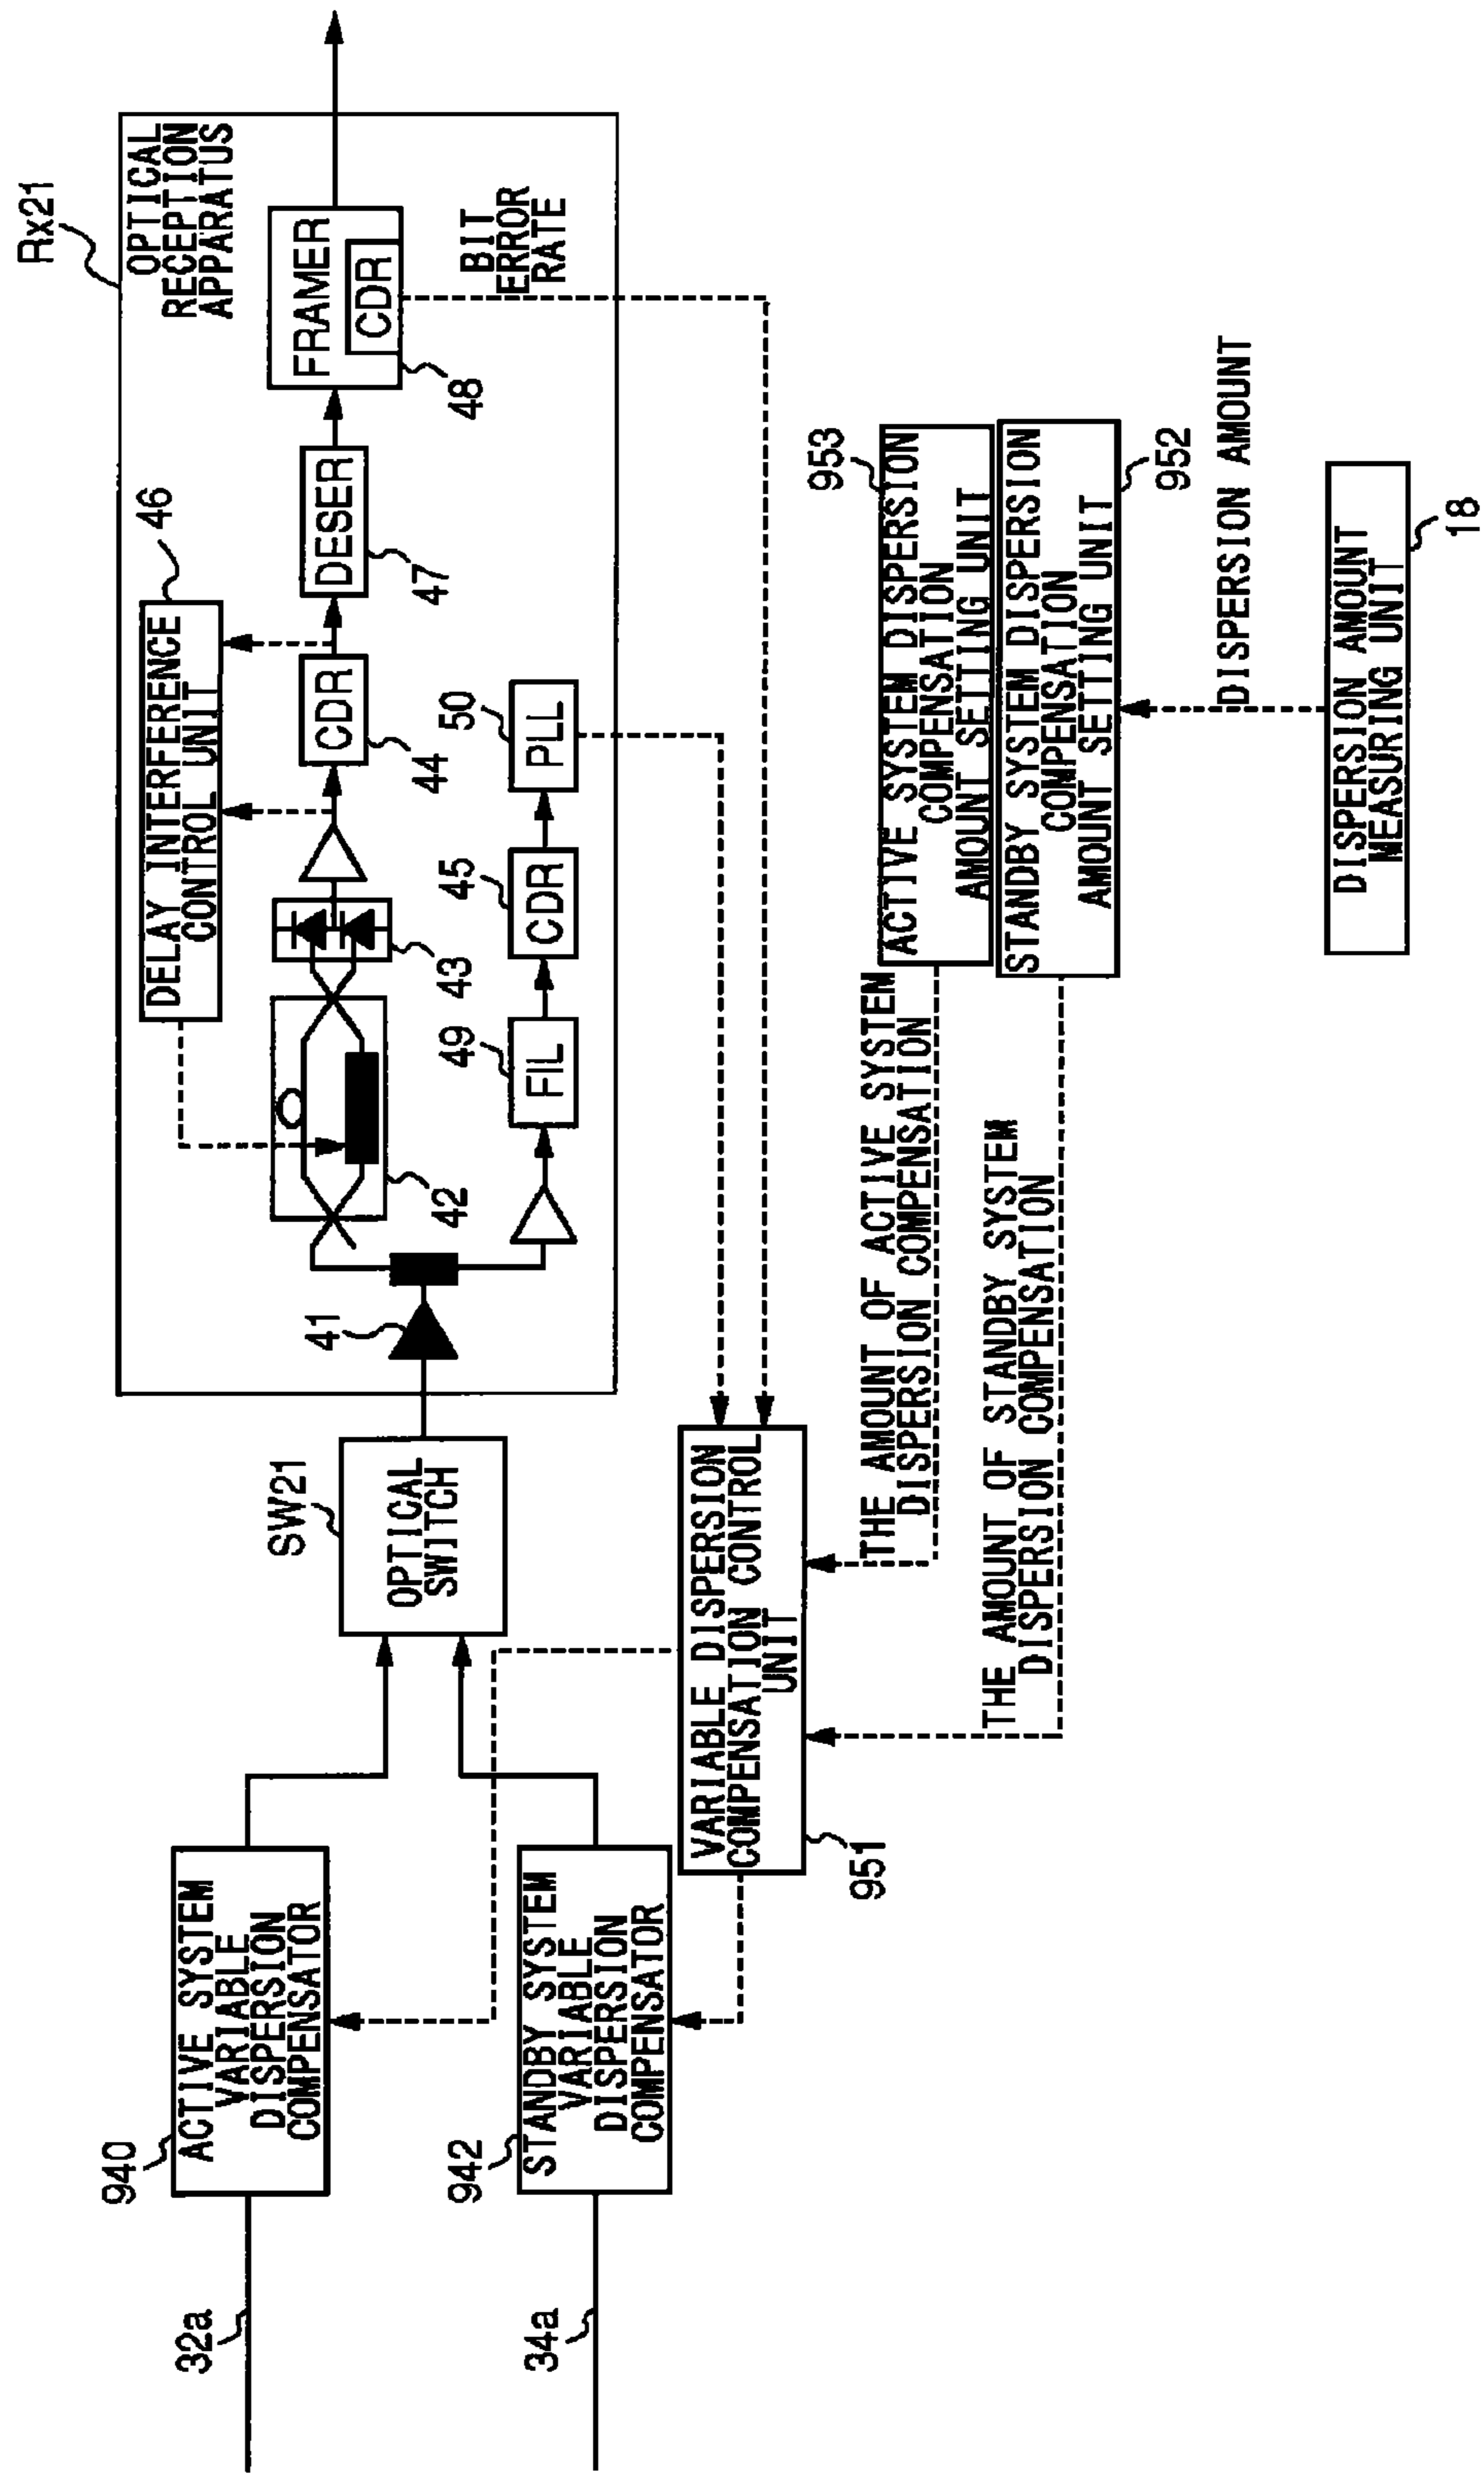 Rx21
OPTICAL
RECEPTION
APPARATUS
46
DELAY INTERFERENCE
CONTROL UNIT
FRAMER
CDR
48
BIT
ERROR
RATE
DESER
47
CDR
44
43
42
41
50
PLL
45
CDR
49
FIL
SW21
OPTICAL
SWITCH
940
ACTIVE SYSTEM
VARIABLE
DISPERSION
COMPENSATOR
32a
942
STANDBY SYSTEM
VARIABLE
DISPERSION
COMPENSATOR
34a
VARIABLE DISPERSION
COMPENSATION CONTROL
UNIT
951
THE AMOUNT OF ACTIVE SYSTEM
DISPERSION COMPENSATION
THE AMOUNT OF STANDBY SYSTEM
DISPERSION COMPENSATION
953
ACTIVE SYSTEM DISPERSION
COMPENSATION
AMOUNT SETTING UNIT
STANDBY SYSTEM DISPERSION
COMPENSATION
AMOUNT SETTING UNIT
952
DISPERSION AMOUNT
DISPERSION AMOUNT
MEASURING UNIT
18